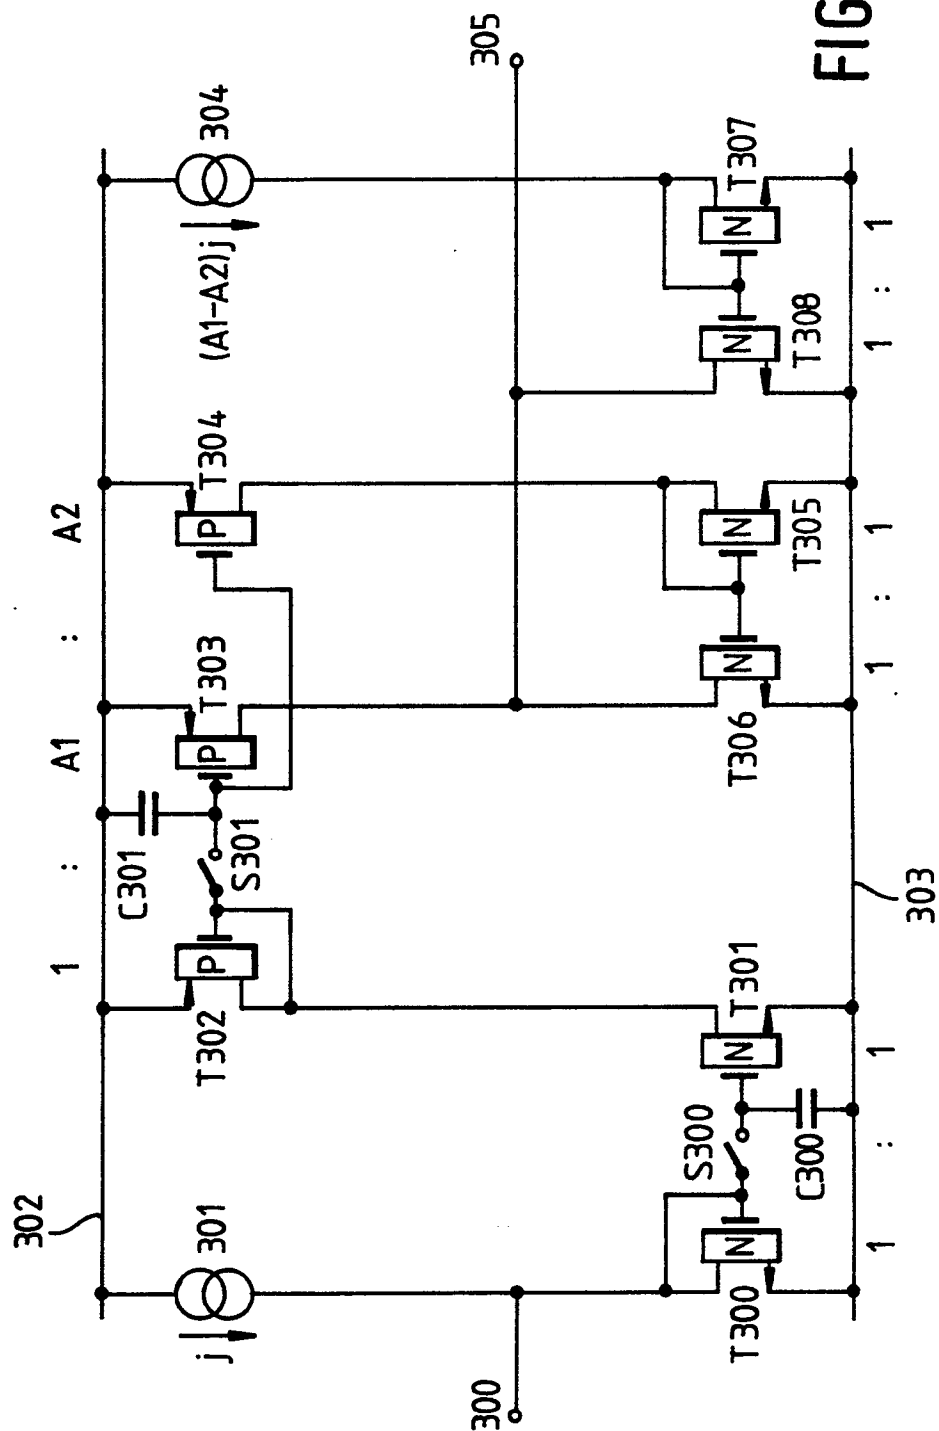 302
1 : A1 : A2
C301
j
301
T302
P
S301
T303
P
T304
P
(A1-A2)j
304
300
305
S300
N
N
N
N
N
N
T300
C300
T301
T306
T305
T308
T307
1 : 1
1 : 1
1 : 1
303
FIG